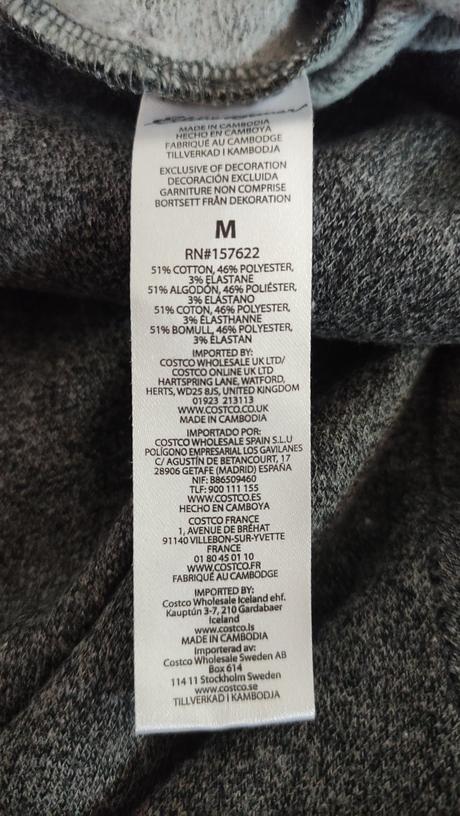 MADE IN CAMBODIA
HECHO EN CAMBOYA
FABRIQUÉ AU CAMBODGE
TILLVERKAD I KAMBODJA
EXCLUSIVE OF DECORATION
DECORACIÓN EXCLUIDA
GARNITURE NON COMPRISE
BORTSETT FRÅN DEKORATION
M
RN#157622
51% COTTON, 46% POLYESTER,
3% ELASTANE
51% ALGODÓN, 46% POLIÉSTER,
3% ELASTANO
51% COTON, 46% POLYESTER,
3% ÉLASTHANNE
51% BOMULL, 46% POLYESTER,
3% ELASTAN
IMPORTED BY:
COSTCO WHOLESALE UK LTD/
COSTCO ONLINE UK LTD
HARTSPRING LANE, WATFORD,
HERTS, WD25 8JS, UNITED KINGDOM
01923 213113
WWW.COSTCO.CO.UK
MADE IN CAMBODIA
IMPORTADO POR:
COSTCO WHOLESALE SPAIN S.L.U
POLÍGONO EMPRESARIAL LOS GAVILANES
C/ AGUSTÍN DE BETANCOURT, 17
28906 GETAFE (MADRID) ESPAÑA
NIF: B86509460
TLF: 900 111 155
WWW.COSTCO.ES
HECHO EN CAMBOYA
COSTCO FRANCE
1, AVENUE DE BRÉHAT
91140 VILLEBON-SUR-YVETTE
FRANCE
01 80 45 01 10
WWW.COSTCO.FR
FABRIQUÉ AU CAMBODGE
IMPORTED BY:
Costco Wholesale Iceland ehf.
Kauptún 3-7, 210 Gardabaer
Iceland
www.costco.is
MADE IN CAMBODIA
Importerad av:
Costco Wholesale Sweden AB
Box 614
114 11 Stockholm Sweden
www.costco.se
TILLVERKAD I KAMBODJA